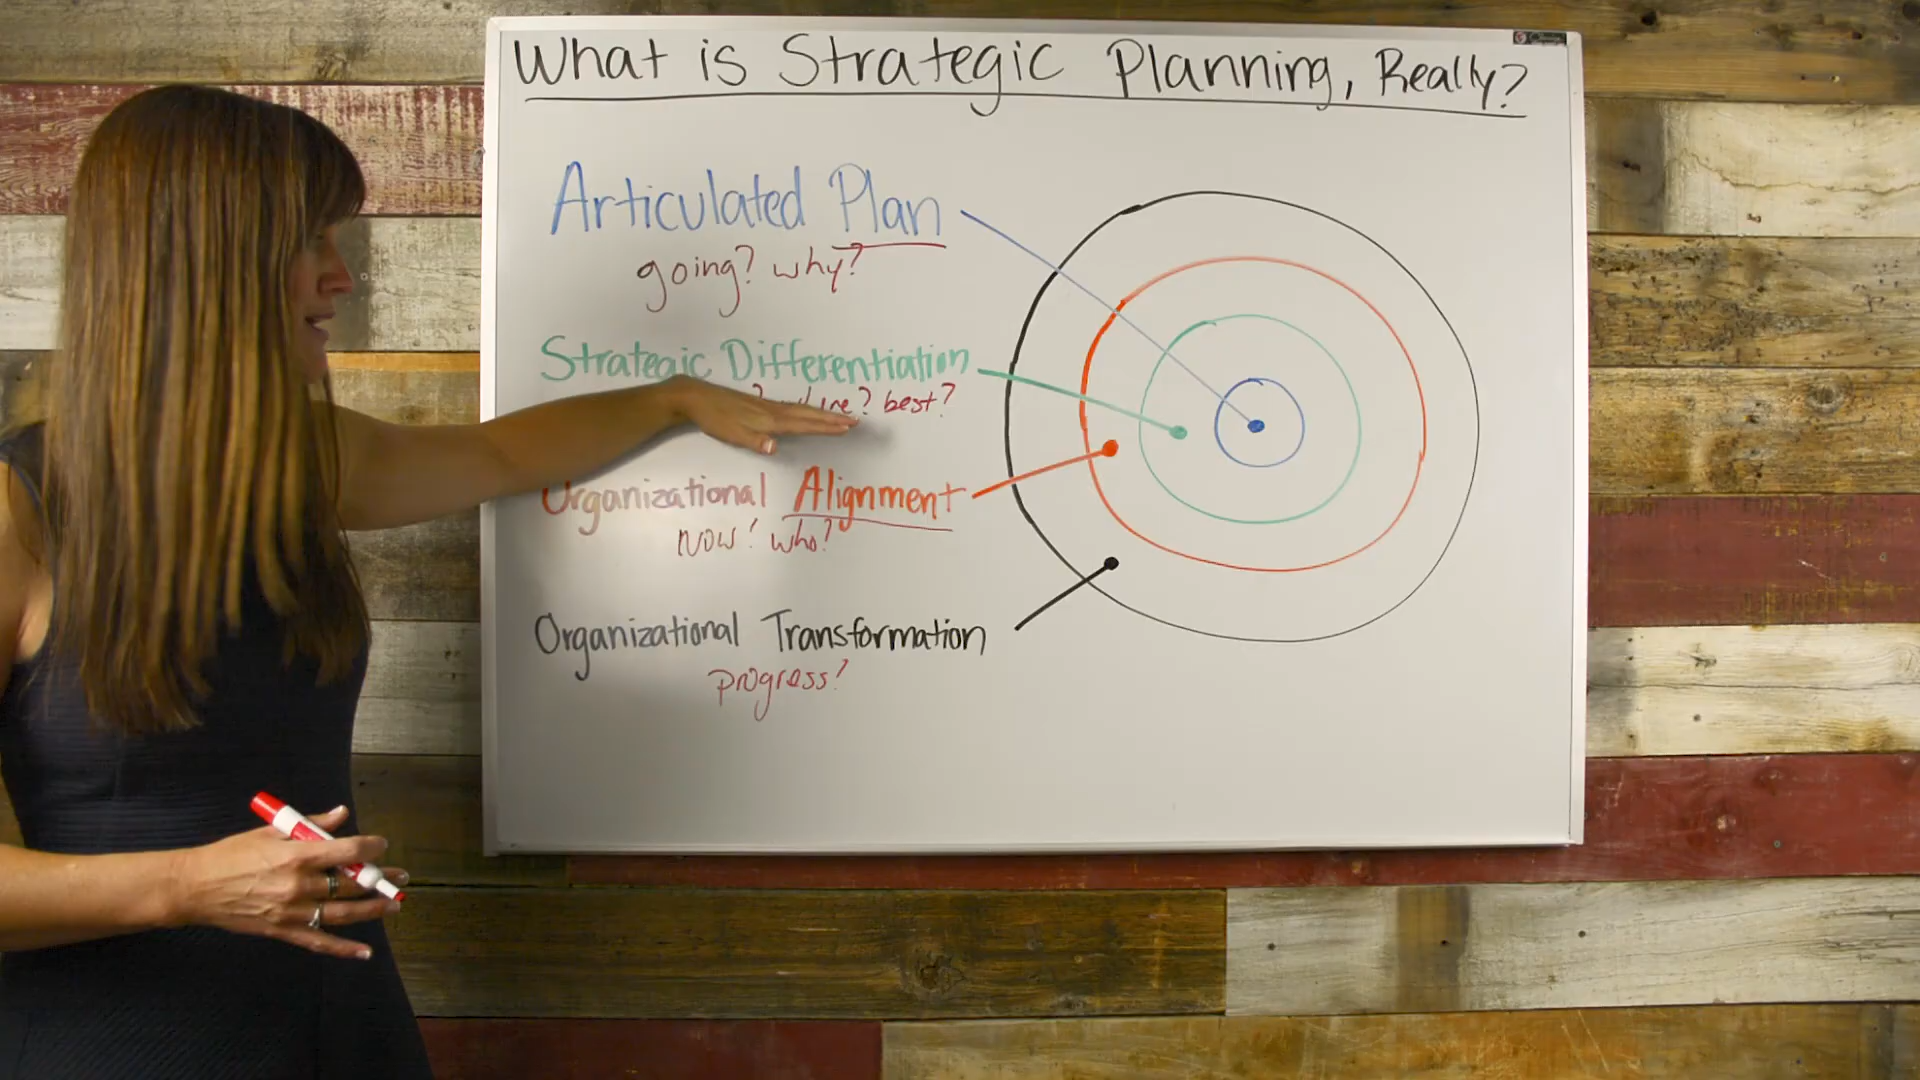 What is Strategic Planning, Really?
Articulated Plan
going? why?
Strategic Differentiation
best?
Organizational Alignment
now? who?
Organizational Transformation
progress?